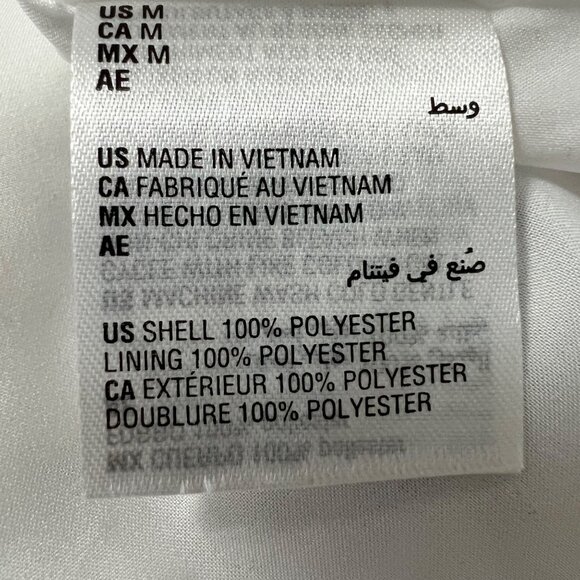 US M
CA M
MX M
AE
وسط
US MADE IN VIETNAM
CA FABRIQUÉ AU VIETNAM
MX HECHO EN VIETNAM
AE
صُنع في فيتنام
US SHELL 100% POLYESTER
LINING 100% POLYESTER
CA EXTÉRIEUR 100% POLYESTER
DOUBLURE 100% POLYESTER